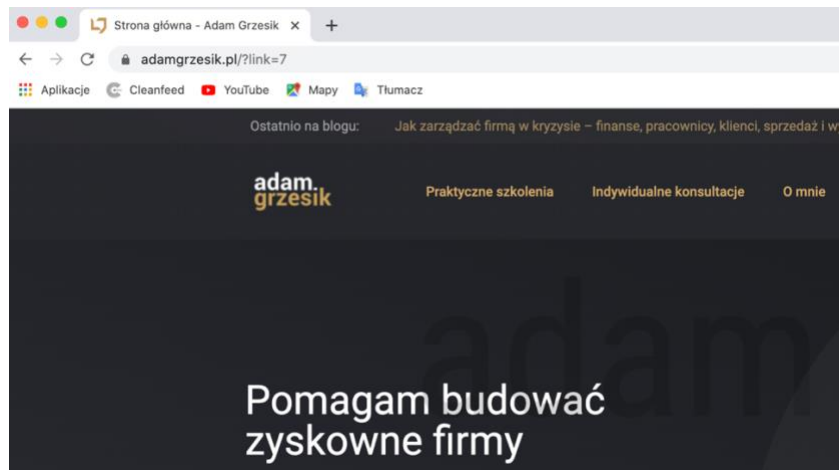 Strona główna - Adam Grzesik
adamgrzesik.pl/?link=7
Aplikacje Cleanfeed YouTube Mapy Tłumacz
Ostatnio na blogu: Jak zarządzać firmą w kryzysie – finanse, pracownicy, klienci, sprzedaż i
adam.
grzesik
Praktyczne szkolenia Indywidualne konsultacje O mnie
adam
Pomagam budować
zyskowne firmy